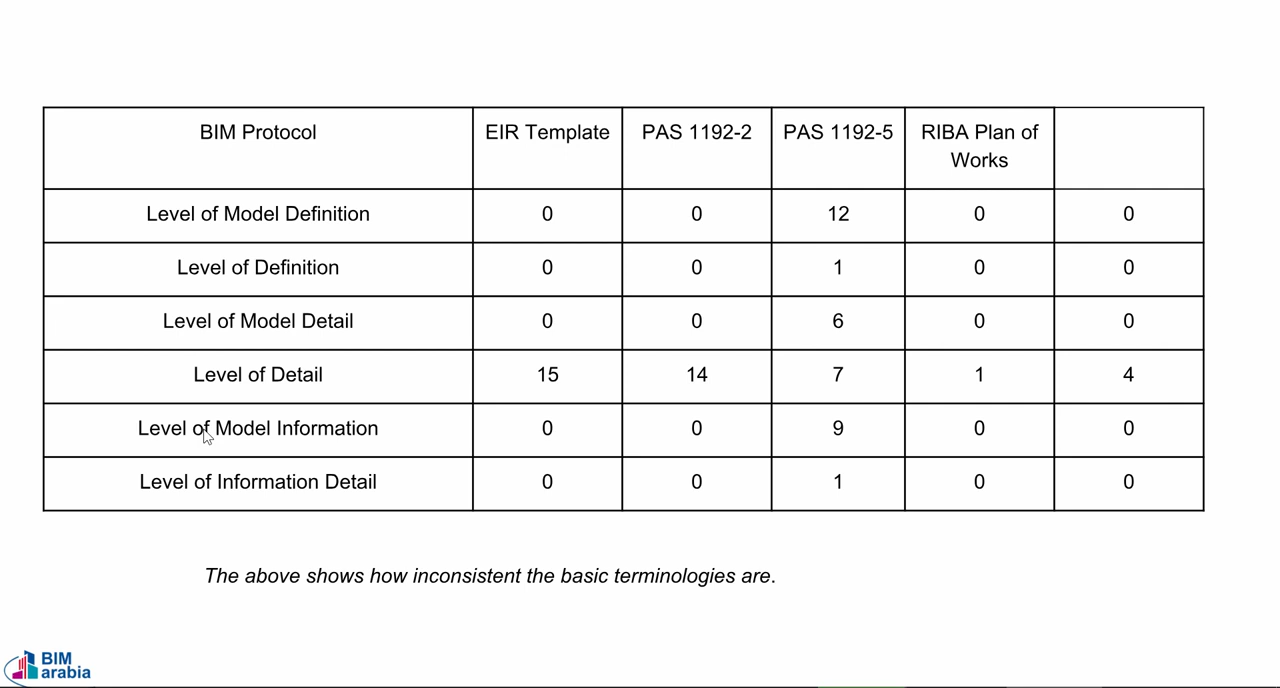 BIM Protocol EIR Template PAS 1192-2 PAS 1192-5 RIBA Plan of Works
Level of Model Definition 0 0 12 0 0
Level of Definition 0 0 1 0 0
Level of Model Detail 0 0 6 0 0
Level of Detail 15 14 7 1 4
Level of Model Information 0 0 9 0 0
Level of Information Detail 0 0 1 0 0
The above shows how inconsistent the basic terminologies are.
BIM
arabia